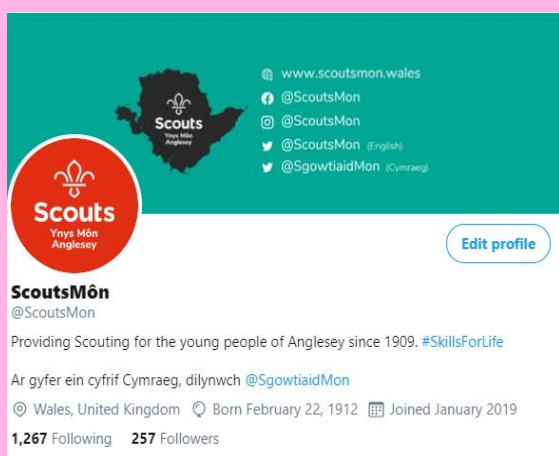 www.scoutsmon.wales
@ScoutsMon
@ScoutsMon
@ScoutsMon (English)
@SgowtiaidMon (Cymraeg)
Scouts
Ynys Môn
Anglesey
Scouts
Ynys Môn
Anglesey
Edit profile
ScoutsMôn
@ScoutsMon
Providing Scouting for the young people of Anglesey since 1909. #SkillsForLife
Ar gyfer ein cyfrif Cymraeg, dilynwch @SgowtiaidMon
Wales, United Kingdom Born February 22, 1912 Joined January 2019
1,267 Following 257 Followers